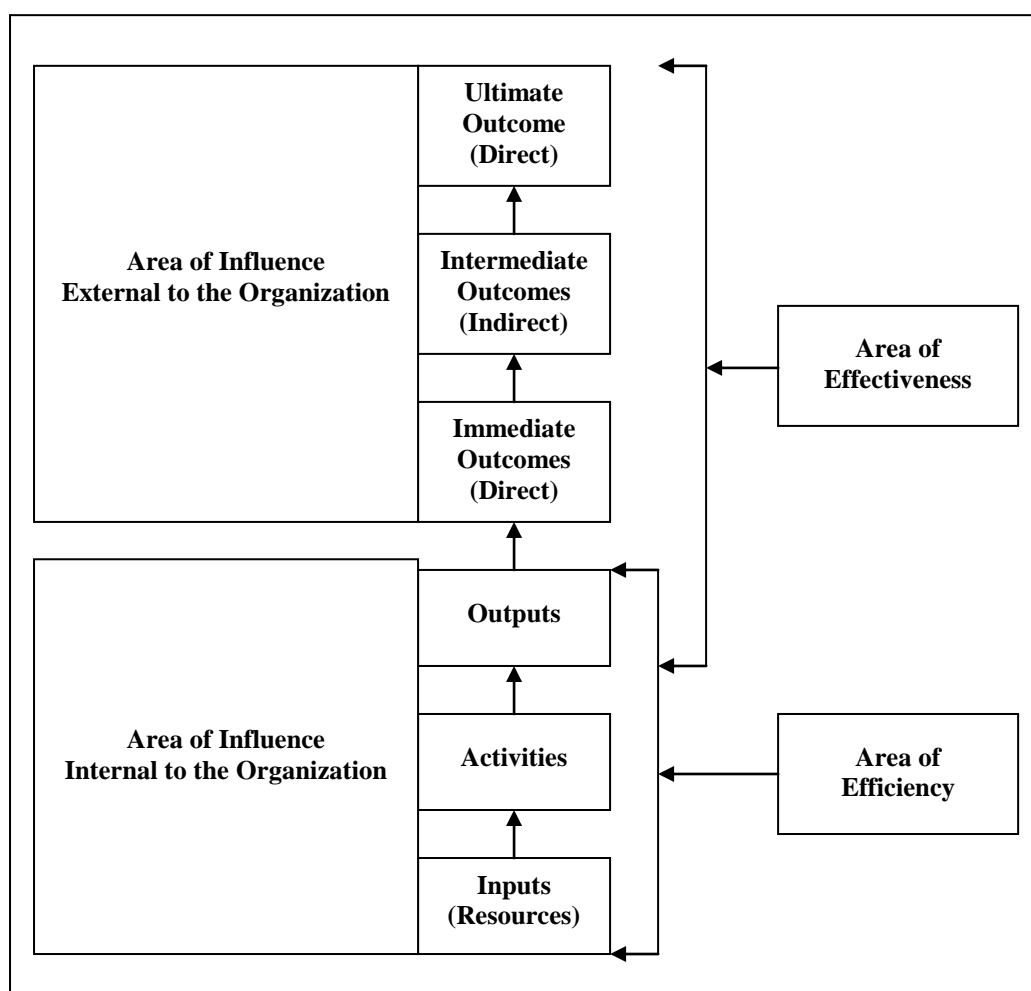 Ultimate
Outcome
(Direct)
Area of Influence
External to the Organization
Intermediate
Outcomes
(Indirect)
Area of
Effectiveness
Immediate
Outcomes
(Direct)
Outputs
Area of Influence
Internal to the Organization
Activities
Area of
Efficiency
Inputs
(Resources)